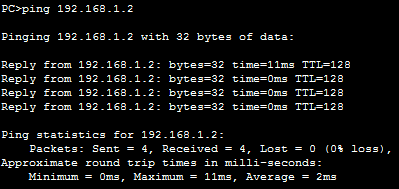 PC>ping 192.168.1.2
Pinging 192.168.1.2 with 32 bytes of data:
Reply from 192.168.1.2: bytes=32 time=11ms TTL=128
Reply from 192.168.1.2: bytes=32 time=0ms TTL=128
Reply from 192.168.1.2: bytes=32 time=0ms TTL=128
Reply from 192.168.1.2: bytes=32 time=0ms TTL=128
Ping statistics for 192.168.1.2:
    Packets: Sent = 4, Received = 4, Lost = 0 (0% loss),
Approximate round trip times in milli-seconds:
    Minimum = 0ms, Maximum = 11ms, Average = 2ms